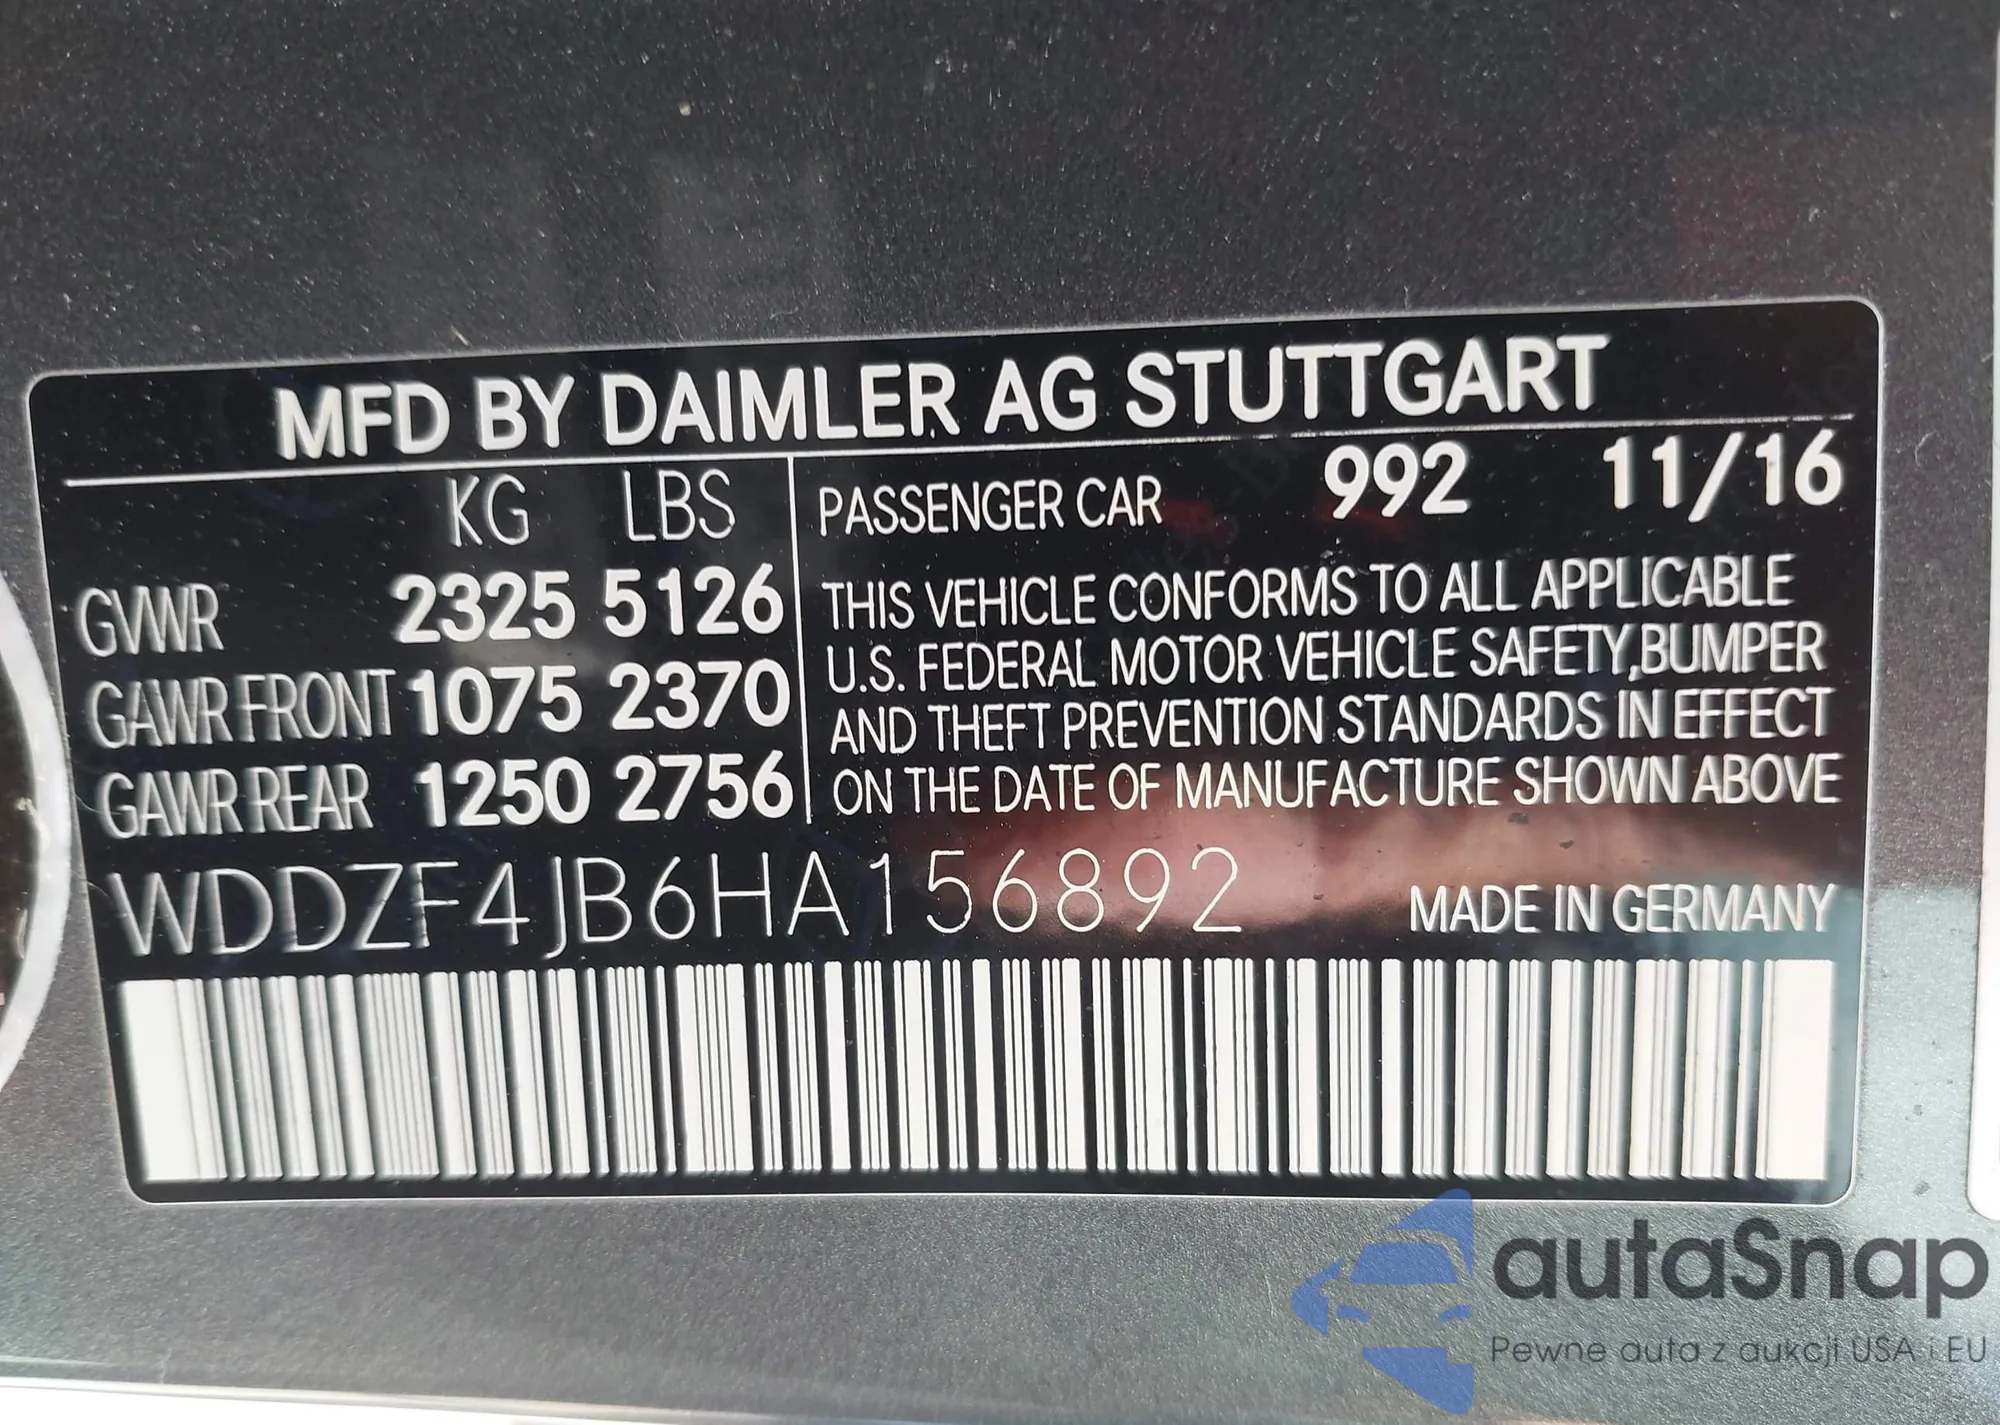 MFD BY DAIMLER AG STUTTGART
KG LBS
GVWR 2325 5126
GAWR FRONT 1075 2370
GAWR REAR 1250 2756
PASSENGER CAR 992 11/16
THIS VEHICLE CONFORMS TO ALL APPLICABLE
U.S. FEDERAL MOTOR VEHICLE SAFETY,BUMPER
AND THEFT PREVENTION STANDARDS IN EFFECT
ON THE DATE OF MANUFACTURE SHOWN ABOVE
WDDZF4JB6HA156892
MADE IN GERMANY
autaSnap
Pewne auta z aukcji USA i EU